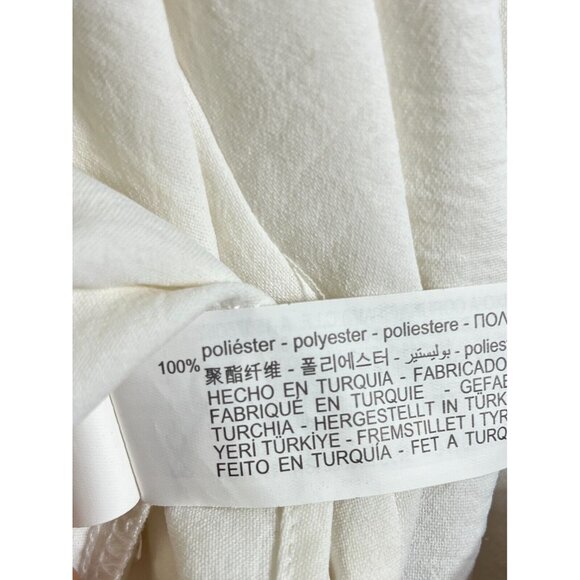 100% poliéster - polyester - poliestere - ПОЛ
聚酯纤维 - 폴리에스터 - بوليستير - poliest
HECHO EN TURQUIA - FABRICADO
FABRIQUÉ EN TURQUIE - GEFAB
TURCHIA - HERGESTELLT IN TÜRK
YERİ TÜRKİYE - FREMSTILLET I TYR
FEITO EN TURQUÍA - FET A TURQ